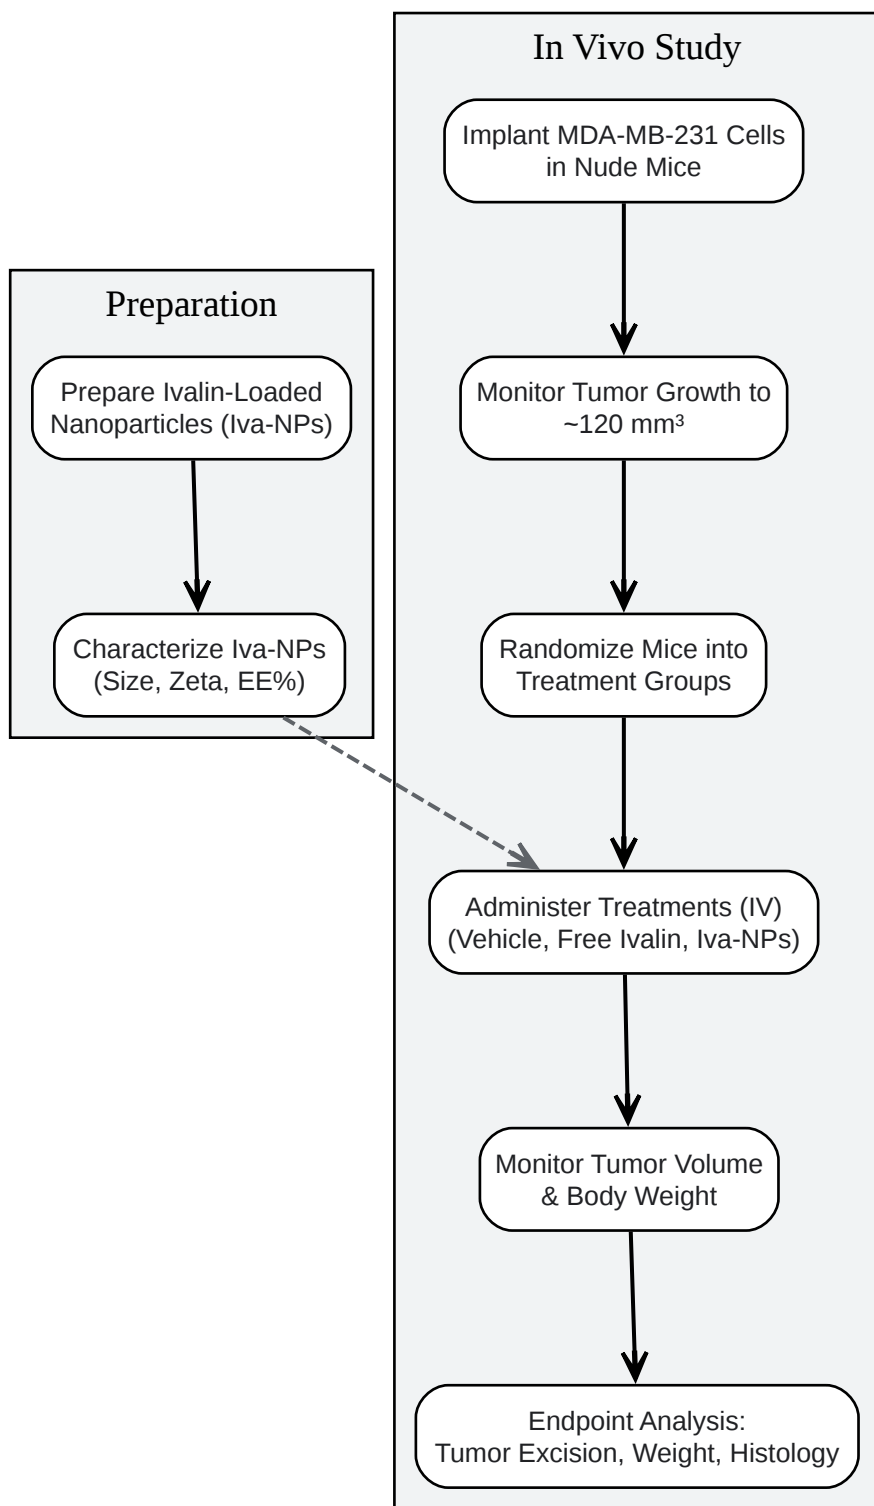 Preparation
Prepare Ivalin-Loaded
Nanoparticles (Iva-NPs)
Characterize Iva-NPs
(Size, Zeta, EE%)
In Vivo Study
Implant MDA-MB-231 Cells
in Nude Mice
Monitor Tumor Growth to
~120 mm³
Randomize Mice into
Treatment Groups
Administer Treatments (IV)
(Vehicle, Free Ivalin, Iva-NPs)
Monitor Tumor Volume
& Body Weight
Endpoint Analysis:
Tumor Excision, Weight, Histology